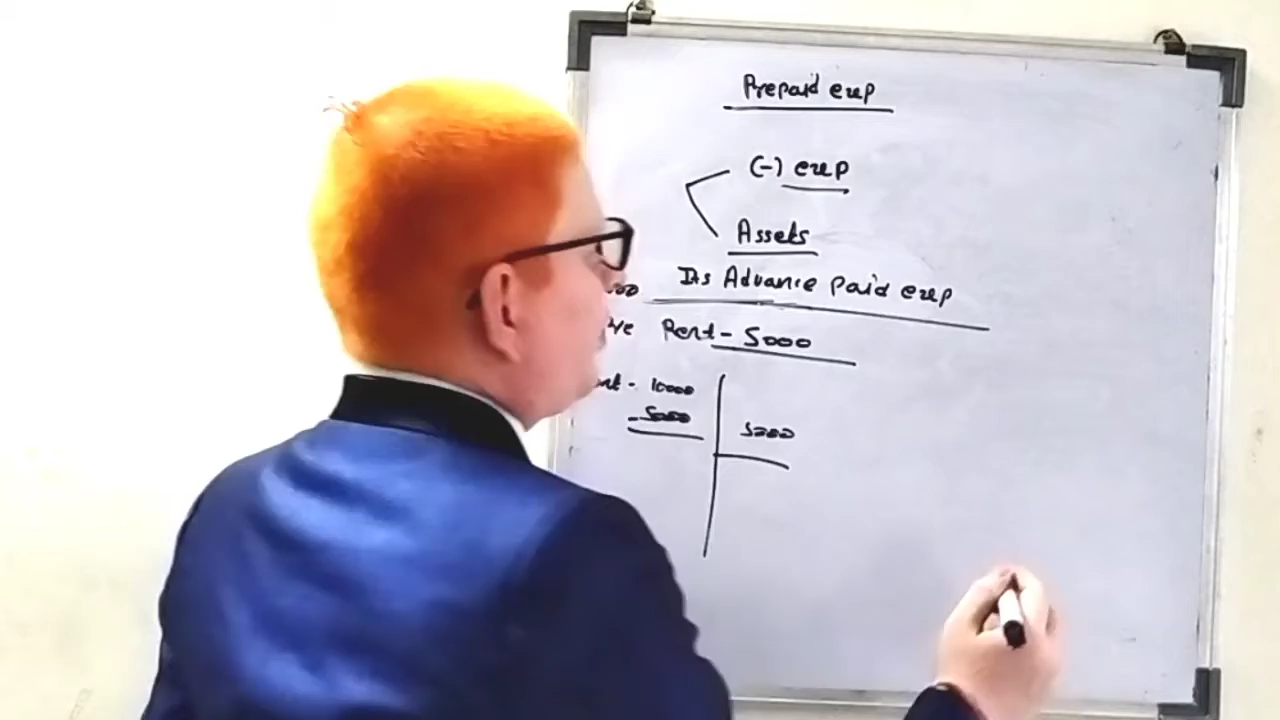 Prepaid exp
(-) exp
Assets
Its Advance paid exp
Rent - 5000
- 10000
- 5000
5000